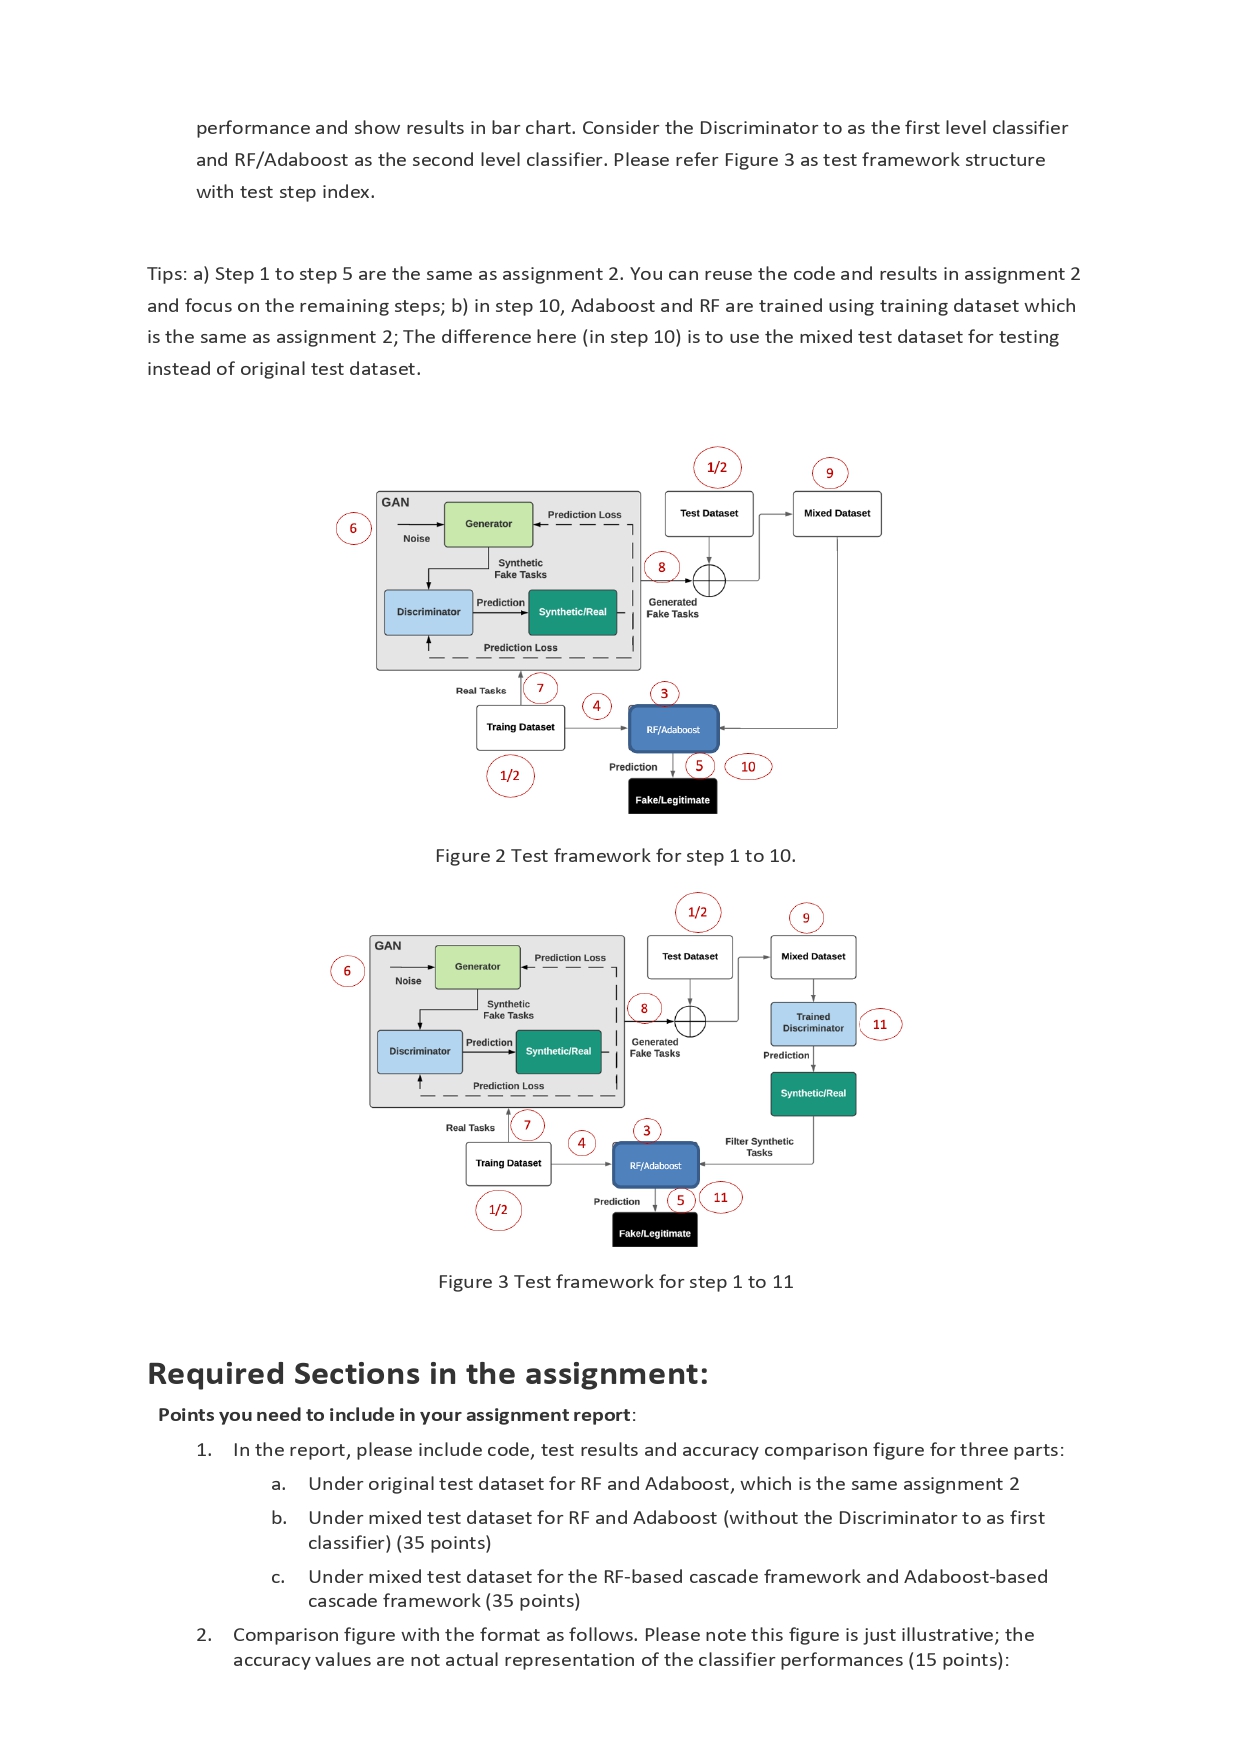 performance and show results in bar chart. Consider the Discriminator to as the first level classifier
and RF/Adaboost as the second level classifier. Please refer Figure 3 as test framework structure
with test step index.
Tips: a) Step 1 to step 5 are the same as assignment 2. You can reuse the code and results in assignment 2
and focus on the remaining steps; b) in step 10, Adaboost and RF are trained using training dataset which
is the same as assignment 2; The difference here (in step 10) is to use the mixed test dataset for testing
instead of original test dataset.
1/2
9
GAN
6
Generator
Prediction Loss
Noise
Test Dataset
Mixed Dataset
Synthetic
Fake Tasks
8
Discriminator
Prediction
Synthetic/Real
Generated
Fake Tasks
Prediction Loss
Real Tasks
7
4
3
Traing Dataset
RF/Adaboost
1/2
Prediction
5
10
Fake/Legitimate
Figure 2 Test framework for step 1 to 10.
1/2
9
GAN
6
Generator
Prediction Loss
Noise
Test Dataset
Mixed Dataset
Synthetic
Fake Tasks
8
Trained
Discriminator
11
Discriminator
Prediction
Synthetic/Real
Generated
Fake Tasks
Prediction
Prediction Loss
Synthetic/Real
Real Tasks
7
4
3
Filter Synthetic
Tasks
Traing Dataset
RF/Adaboost
1/2
Prediction
5
11
Fake/Legitimate
Figure 3 Test framework for step 1 to 11
Required Sections in the assignment:
Points you need to include in your assignment report:
1. In the report, please include code, test results and accuracy comparison figure for three parts:
a. Under original test dataset for RF and Adaboost, which is the same assignment 2
b. Under mixed test dataset for RF and Adaboost (without the Discriminator to as first
classifier) (35 points)
c. Under mixed test dataset for the RF-based cascade framework and Adaboost-based
cascade framework (35 points)
2. Comparison figure with the format as follows. Please note this figure is just illustrative; the
accuracy values are not actual representation of the classifier performances (15 points):